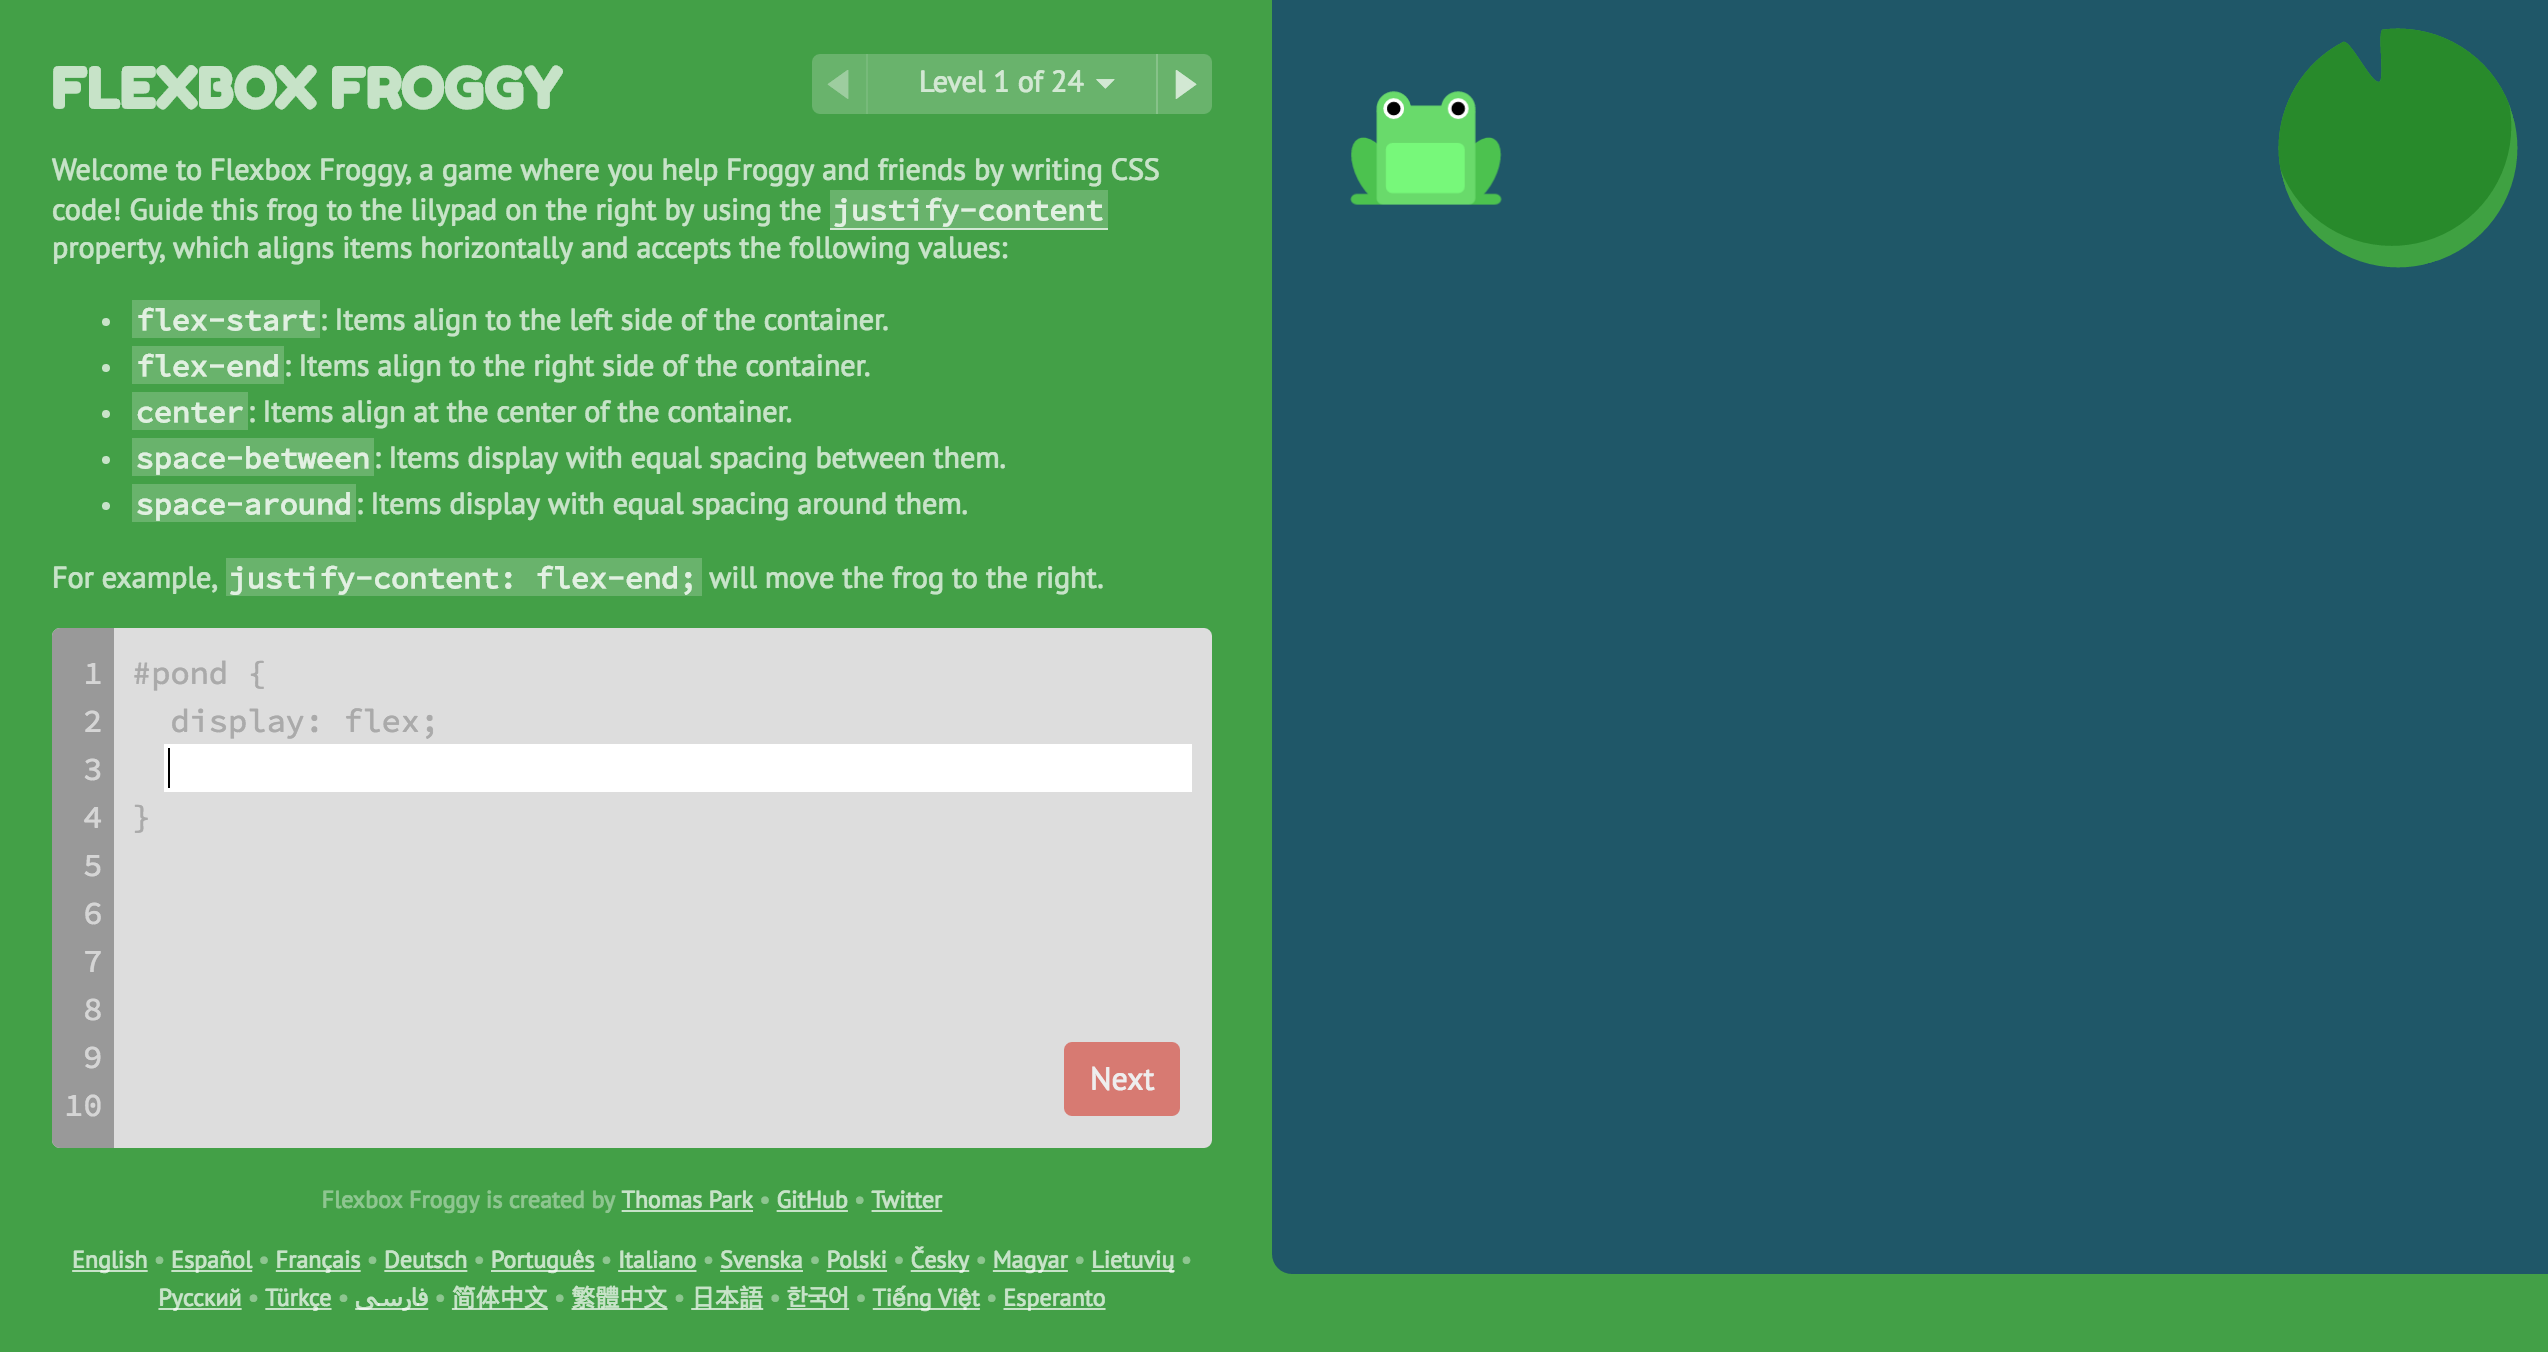 FLEXBOX FROGGY
Level 1 of 24
Welcome to Flexbox Froggy, a game where you help Froggy and friends by writing CSS
code! Guide this frog to the lilypad on the right by using the justify-content
property, which aligns items horizontally and accepts the following values:
• flex-start: Items align to the left side of the container.
• flex-end: Items align to the right side of the container.
• center: Items align at the center of the container.
• space-between: Items display with equal spacing between them.
• space-around: Items display with equal spacing around them.
For example, justify-content: flex-end; will move the frog to the right.
1 #pond {
2 display: flex;
3
4 }
5
6
7
8
9
10
Next
Flexbox Froggy is created by Thomas Park • GitHub • Twitter
English • Español • Français • Deutsch • Português • Italiano • Svenska • Polski • Česky • Magyar • Lietuvių •
Русский • Türkçe • فارسی • 简体中文 • 繁體中文 • 日本語 • 한국어 • Tiếng Việt • Esperanto